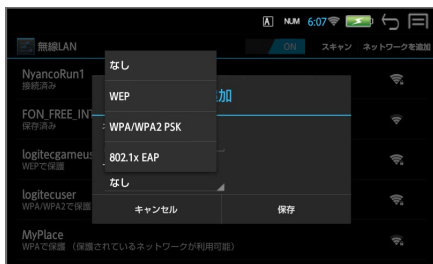 A NUM 6:07
無線LAN ON スキャン ネットワークを追加
なし
NyancoRun1
接続済み
WEP
追加
FON_FREE_IN
保存済み
WPA/WPA2 PSK
logitecgameus
WEPで保護
802.1x EAP
なし
logitecuser
WPA/WPA2で保護
キャンセル 保存
MyPlace
WPAで保護（保護されているネットワークが利用可能）